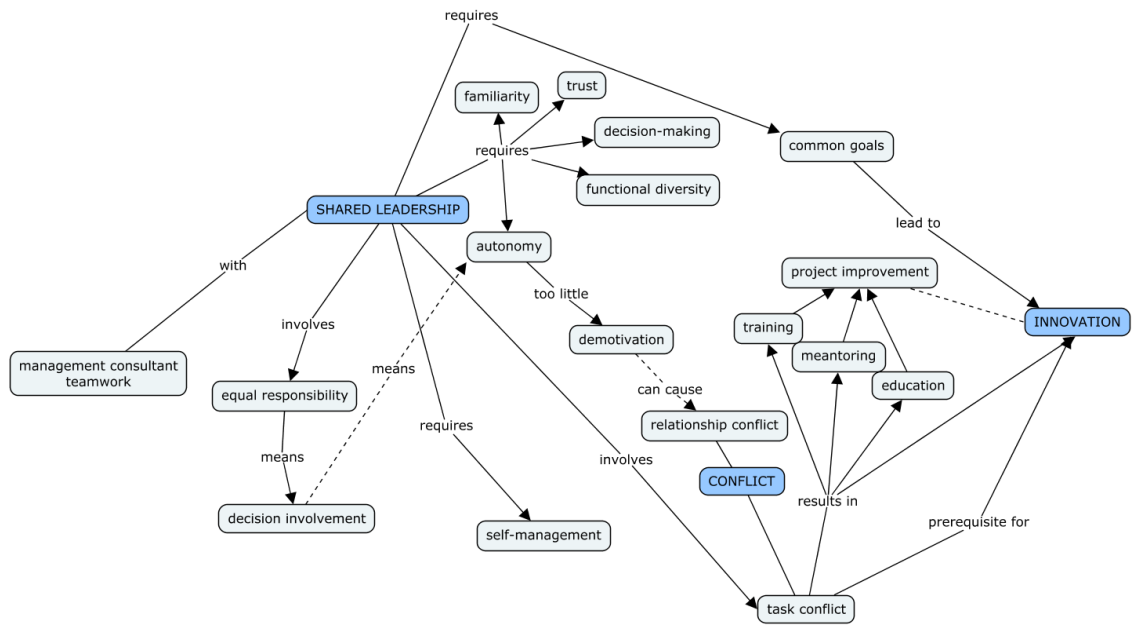 requires
trust
familiarity
decision-making
common goals
requires
functional diversity
SHARED LEADERSHIP
lead to
autonomy
with
project improvement
too little
involves
training
INNOVATION
demotivation
meantoring
management consultant
teamwork
means
education
can cause
equal responsibility
requires
relationship conflict
means
involves
CONFLICT
results in
decision involvement
prerequisite for
self-management
task conflict